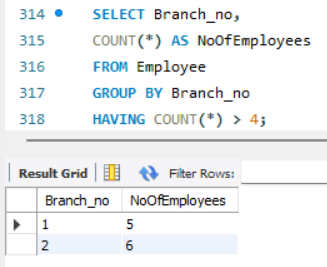 314 SELECT Branch_no,
315 COUNT(*) AS NoOfEmployees
316 FROM Employee
317 GROUP BY Branch_no
318 HAVING COUNT(*) > 4;
Result Grid Filter Rows:
Branch_no NoOfEmployees
1 5
2 6